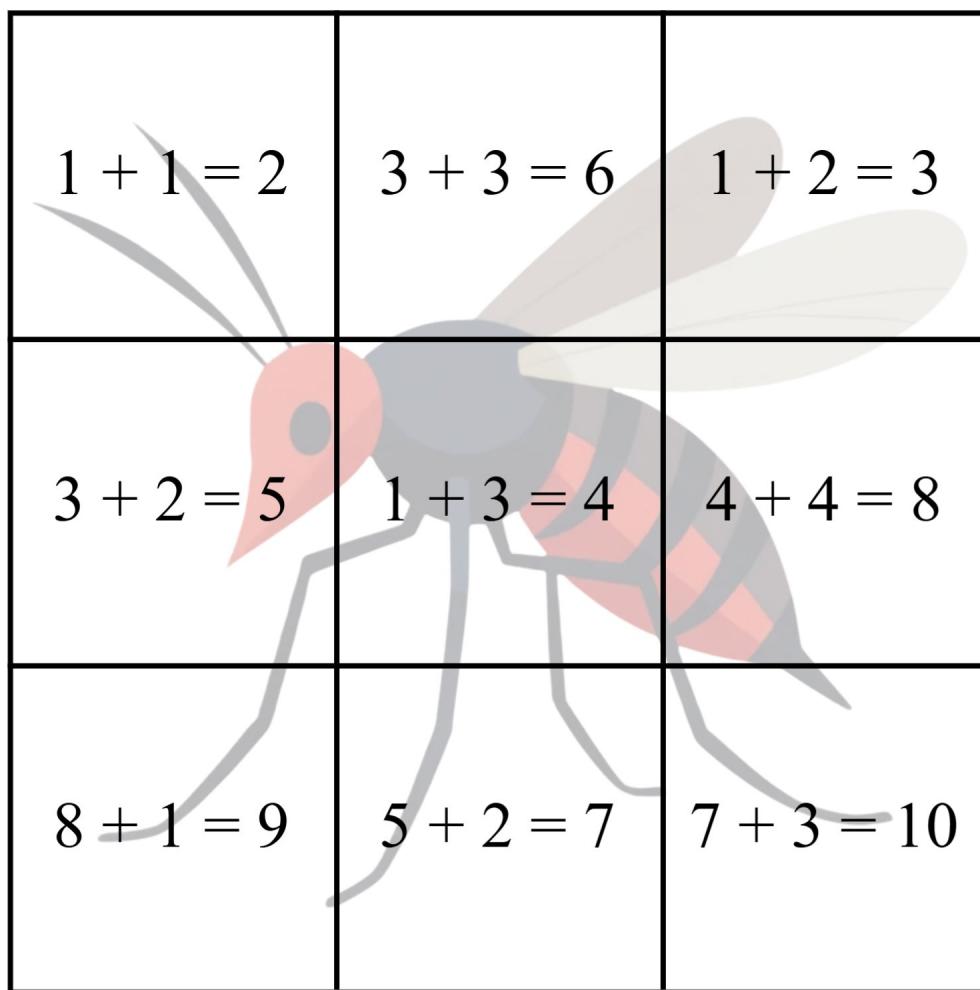 1 + 1 = 2 3 + 3 = 6 1 + 2 = 3
3 + 2 = 5 1 + 3 = 4 4 + 4 = 8
8 + 1 = 9 5 + 2 = 7 7 + 3 = 10